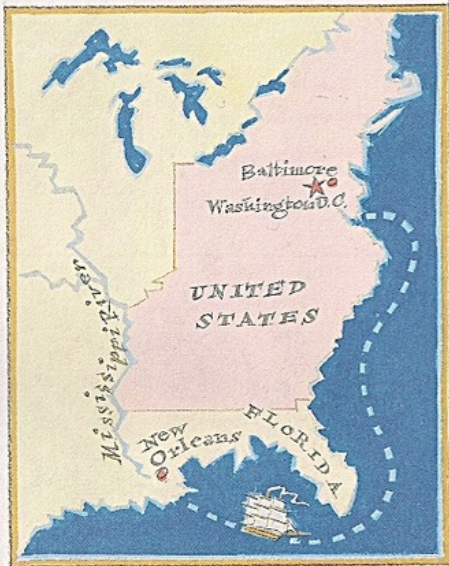 Baltimore
Washington D.C.
UNITED
STATES
Mississippi River
New
Orleans
FLORIDA